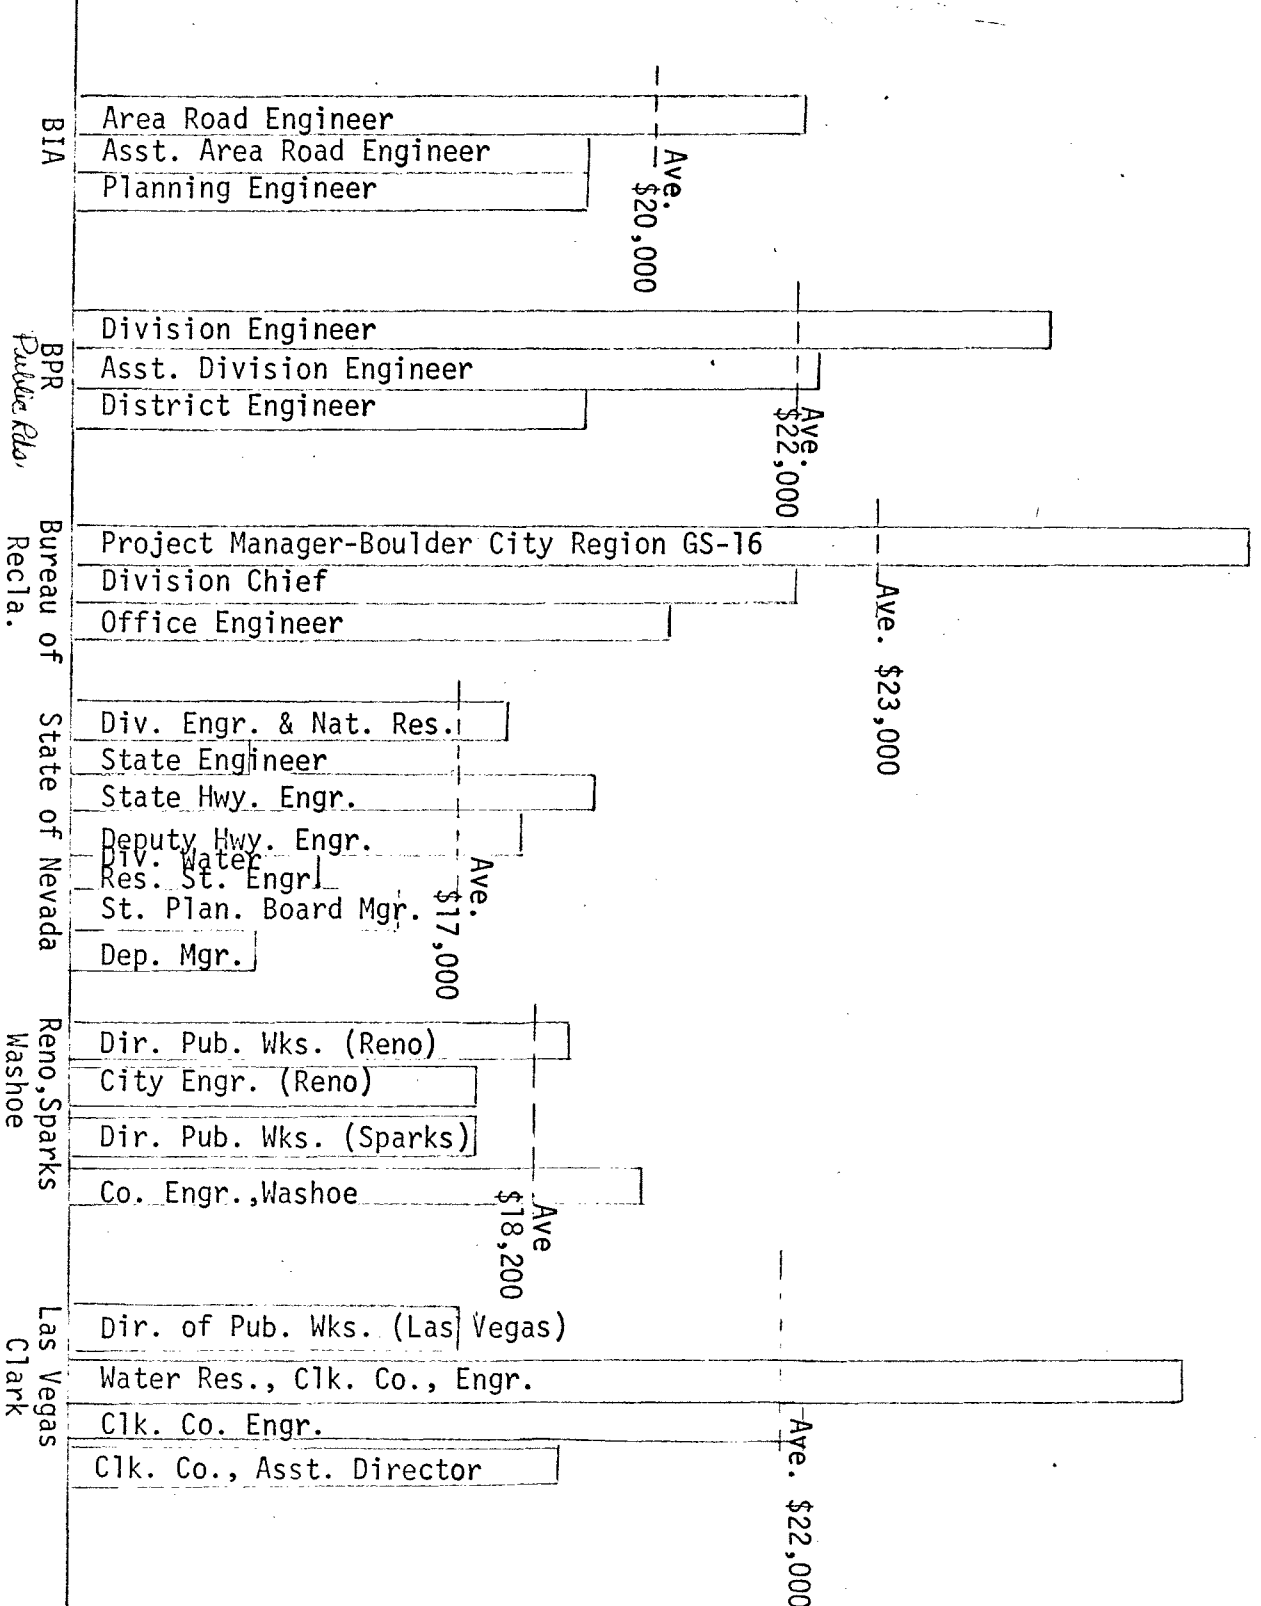 BIA
Area Road Engineer
Asst. Area Road Engineer
Planning Engineer
Ave.
$20,000
BPR
Public Rds.
Division Engineer
Asst. Division Engineer
District Engineer
Ave.
$22,000
Bureau of
Recla.
Project Manager-Boulder City Region GS-16
Division Chief
Office Engineer
Ave. $23,000
State of Nevada
Div. Engr. & Nat. Res.
State Engineer
State Hwy. Engr.
Deputy Hwy. Engr.
Div. Water
Res. St. Engr
St. Plan. Board Mgr.
Dep. Mgr.
Ave.
$17,000
Reno,Sparks
Washoe
Dir. Pub. Wks. (Reno)
City Engr. (Reno)
Dir. Pub. Wks. (Sparks)
Co. Engr.,Washoe
Ave
$18,200
Las Vegas
Clark
Dir. of Pub. Wks. (Las Vegas)
Water Res., Clk. Co., Engr.
Clk. Co. Engr.
Clk. Co., Asst. Director
Ave. $22,000